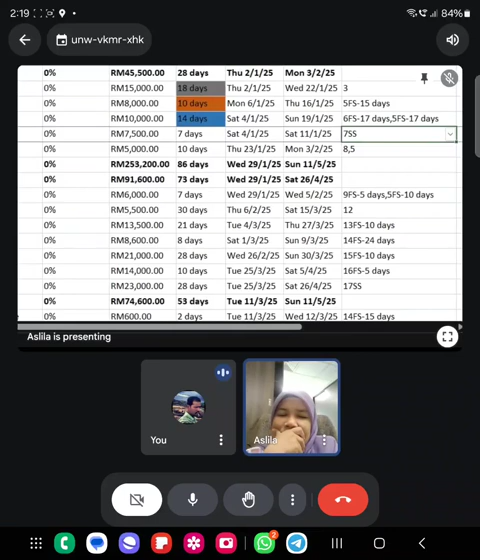 2:19 84%
unw-vkmr-xhk
0% RM45,500.00 28 days Thu 2/1/25 Mon 3/2/25
0% RM15,000.00 18 days Thu 2/1/25 Wed 22/1/25 3
0% RM8,000.00 10 days Mon 6/1/25 Thu 16/1/25 5FS-15 days
0% RM10,000.00 14 days Sat 4/1/25 Sun 19/1/25 6FS-17 days,5FS-17 days
0% RM7,500.00 7 days Sat 4/1/25 Sat 11/1/25 7SS
0% RM5,000.00 10 days Thu 23/1/25 Mon 3/2/25 8,5
0% RM253,200.00 86 days Wed 29/1/25 Sun 11/5/25
0% RM91,600.00 73 days Wed 29/1/25 Sat 26/4/25
0% RM6,000.00 7 days Wed 29/1/25 Wed 5/2/25 9FS-5 days,5FS-10 days
0% RM5,500.00 30 days Thu 6/2/25 Sat 15/3/25 12
0% RM13,500.00 21 days Tue 4/3/25 Thu 27/3/25 13FS-10 days
0% RM8,600.00 8 days Sat 1/3/25 Sun 9/3/25 14FS-24 days
0% RM21,000.00 28 days Wed 26/2/25 Sun 30/3/25 15FS-10 days
0% RM14,000.00 10 days Tue 25/3/25 Sat 5/4/25 16FS-5 days
0% RM23,000.00 28 days Tue 25/3/25 Sat 26/4/25 17SS
0% RM74,600.00 53 days Tue 11/3/25 Sun 11/5/25
0% RM600.00 2 days Tue 11/3/25 Wed 12/3/25 14FS-15 days
Aslila is presenting
You
Aslila
2